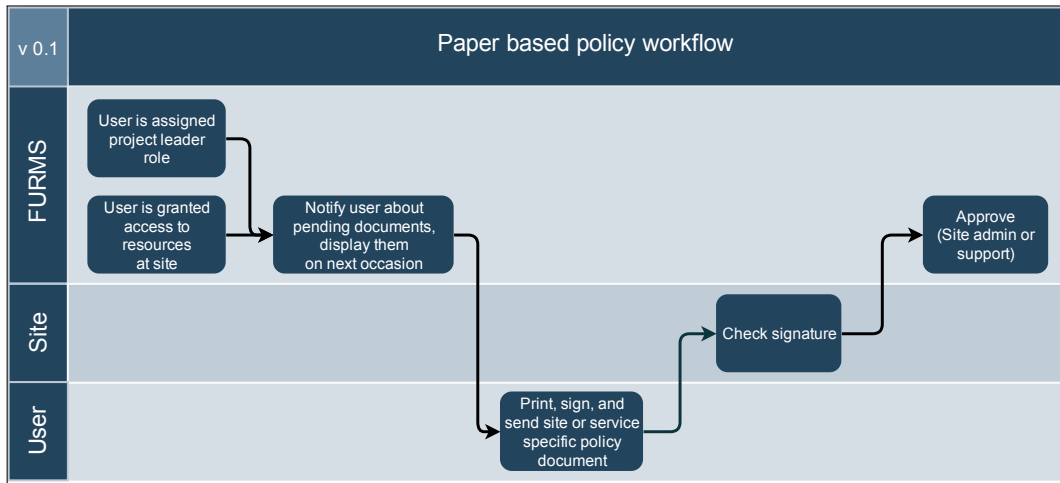 v 0.1
Paper based policy workflow
FURMS
User is assigned
project leader
role
User is granted
access to
resources
at site
Notify user about
pending documents,
display them
on next occasion
Approve
(Site admin or
support)
Site
Check signature
User
Print, sign, and
send site or service
specific policy
document